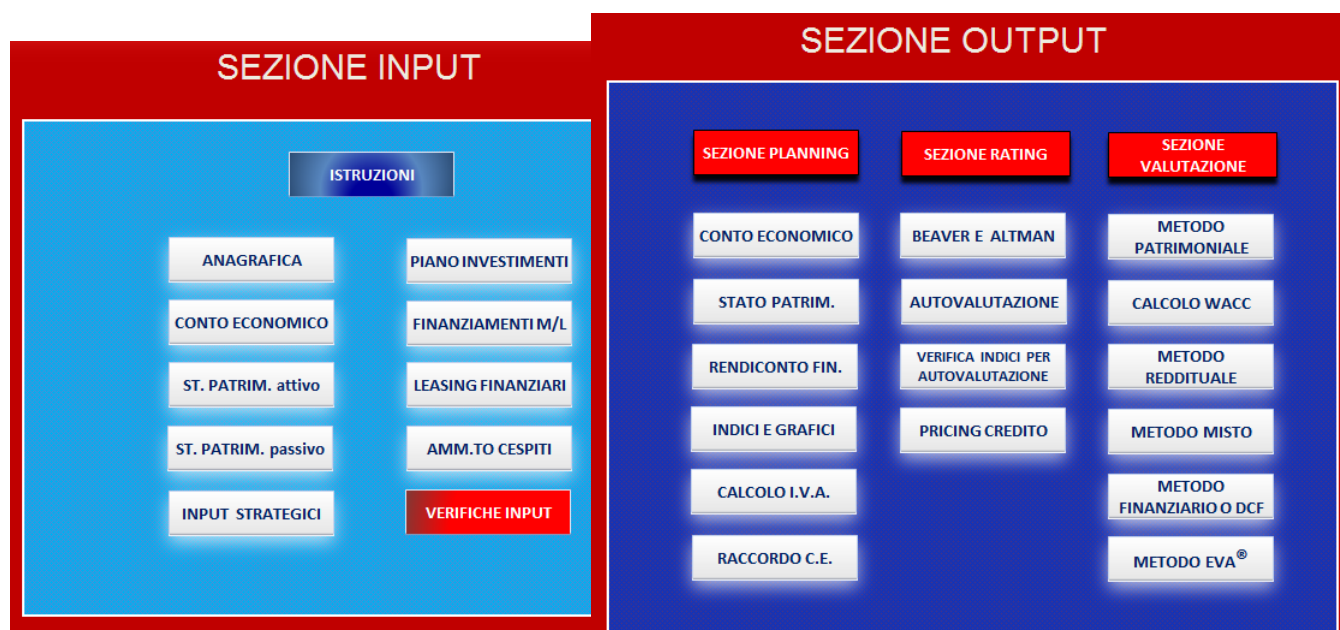 SEZIONE INPUT
ISTRUZIONI
ANAGRAFICA
CONTO ECONOMICO
ST. PATRIM. attivo
ST. PATRIM. passivo
INPUT STRATEGICI
PIANO INVESTIMENTI
FINANZIAMENTI M/L
LEASING FINANZIARI
AMM.TO CESPITI
VERIFICHE INPUT
SEZIONE OUTPUT
SEZIONE PLANNING
CONTO ECONOMICO
STATO PATRIM.
RENDICONTO FIN.
INDICI E GRAFICI
CALCOLO I.V.A.
RACCORDO C.E.
SEZIONE RATING
BEAVER E ALTMAN
AUTOVALUTAZIONE
VERIFICA INDICI PER
AUTOVALUTAZIONE
PRICING CREDITO
SEZIONE
VALUTAZIONE
METODO
PATRIMONIALE
CALCOLO WACC
METODO
REDDITUALE
METODO MISTO
METODO
FINANZIARIO O DCF
METODO EVA®